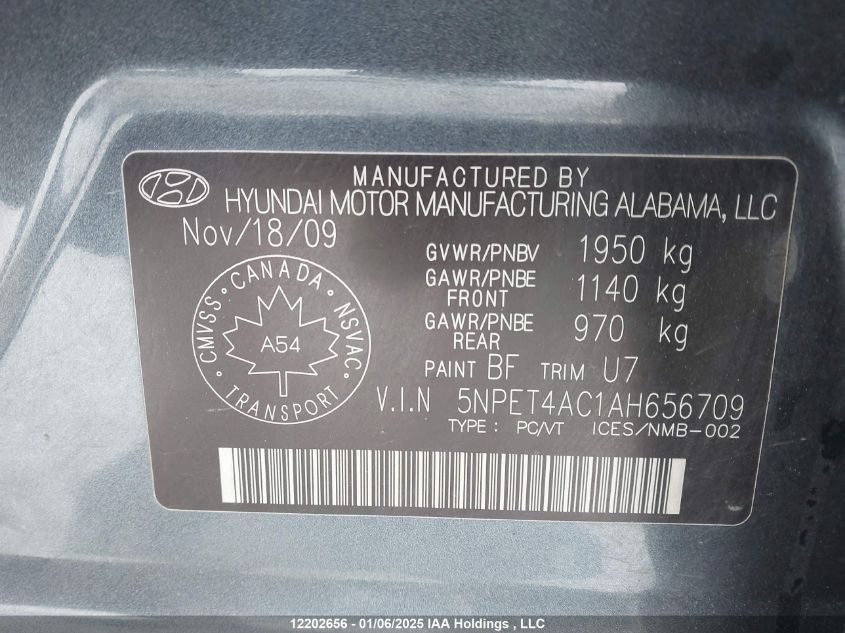 MANUFACTURED BY
HYUNDAI MOTOR MANUFACTURING ALABAMA, LLC
Nov/18/09
GVWR/PNBV 1950 kg
GAWR/PNBE FRONT 1140 kg
GAWR/PNBE REAR 970 kg
PAINT BF TRIM U7
CMVSS · CANADA · NSVAC
A54
TRANSPORT
V.I.N 5NPET4AC1AH656709
TYPE : PC/VT ICES/NMB-002
12202656 - 01/06/2025 IAA Holdings , LLC